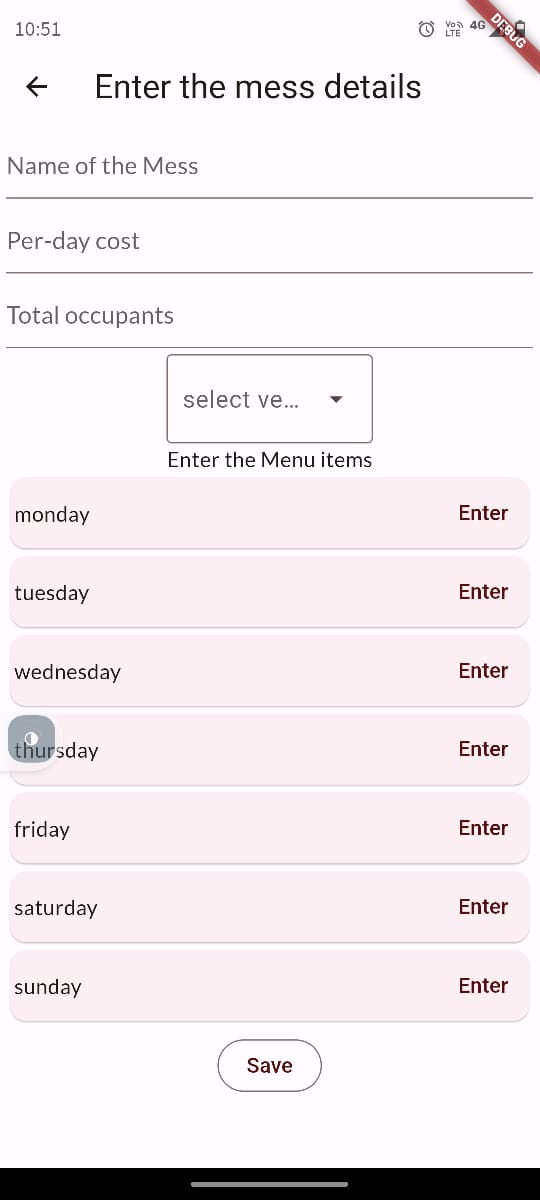 10:51
Vo LTE 4G
DEBUG
Enter the mess details
Name of the Mess
Per-day cost
Total occupants
select ve...
Enter the Menu items
monday Enter
tuesday Enter
wednesday Enter
thursday Enter
friday Enter
saturday Enter
sunday Enter
Save